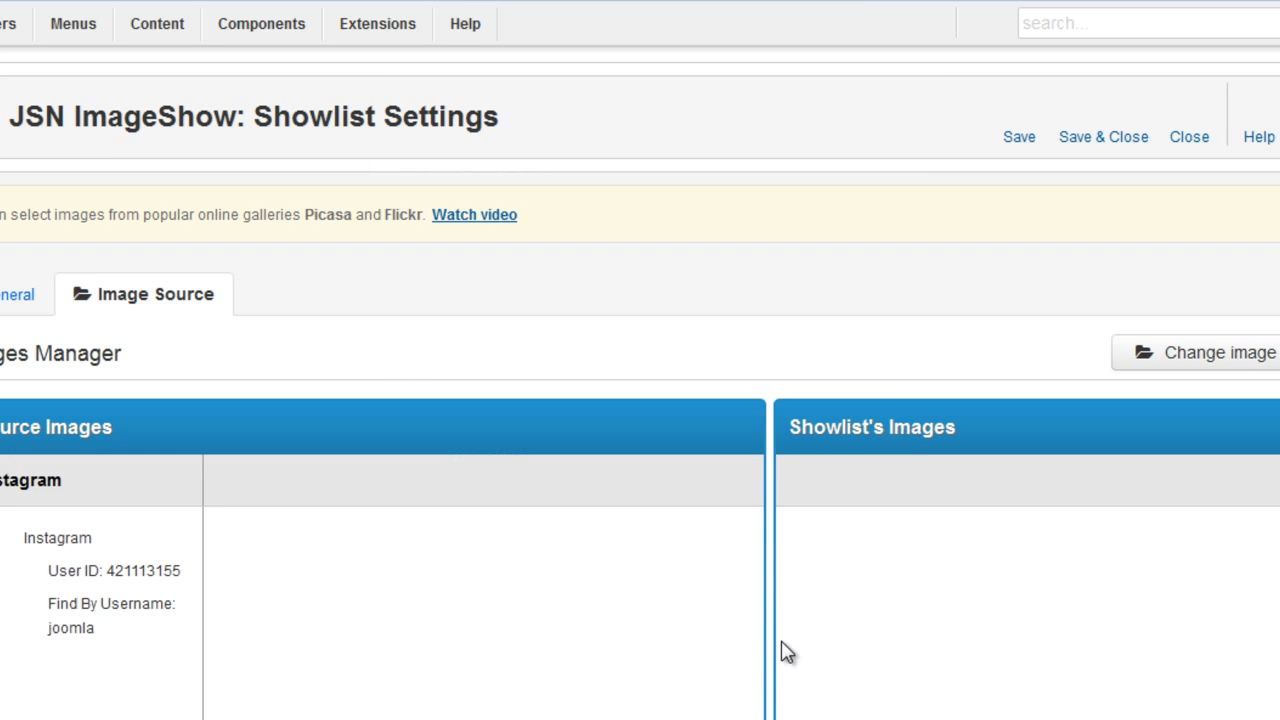 ers Menus Content Components Extensions Help search...
JSN ImageShow: Showlist Settings
Save Save & Close Close Help
n select images from popular online galleries Picasa and Flickr. Watch video
neral Image Source
ges Manager Change image
urce Images Showlist's Images
stagram
Instagram
User ID: 421113155
Find By Username:
joomla